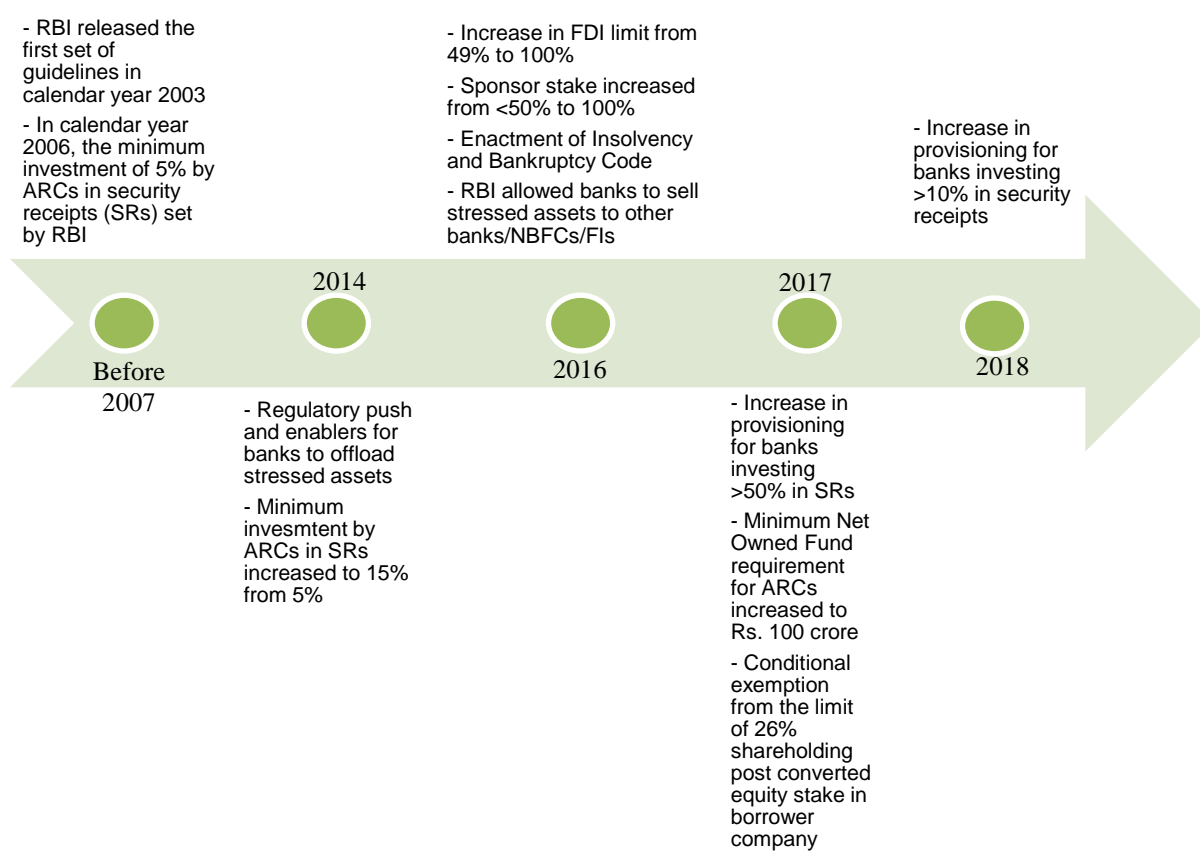 - RBI released the
first set of
guidelines in
calendar year 2003
- In calendar year
2006, the minimum
investment of 5% by
ARCs in security
receipts (SRs) set
by RBI
Before
2007
2014
- Regulatory push
and enablers for
banks to offload
stressed assets
- Minimum
invesmtent by
ARCs in SRs
increased to 15%
from 5%
- Increase in FDI limit from
49% to 100%
- Sponsor stake increased
from <50% to 100%
- Enactment of Insolvency
and Bankruptcy Code
- RBI allowed banks to sell
stressed assets to other
banks/NBFCs/FIs
2016
2017
- Increase in
provisioning
for banks
investing
>50% in SRs
- Minimum Net
Owned Fund
requirement
for ARCs
increased to
Rs. 100 crore
- Conditional
exemption
from the limit
of 26%
shareholding
post converted
equity stake in
borrower
company
- Increase in
provisioning for
banks investing
>10% in security
receipts
2018